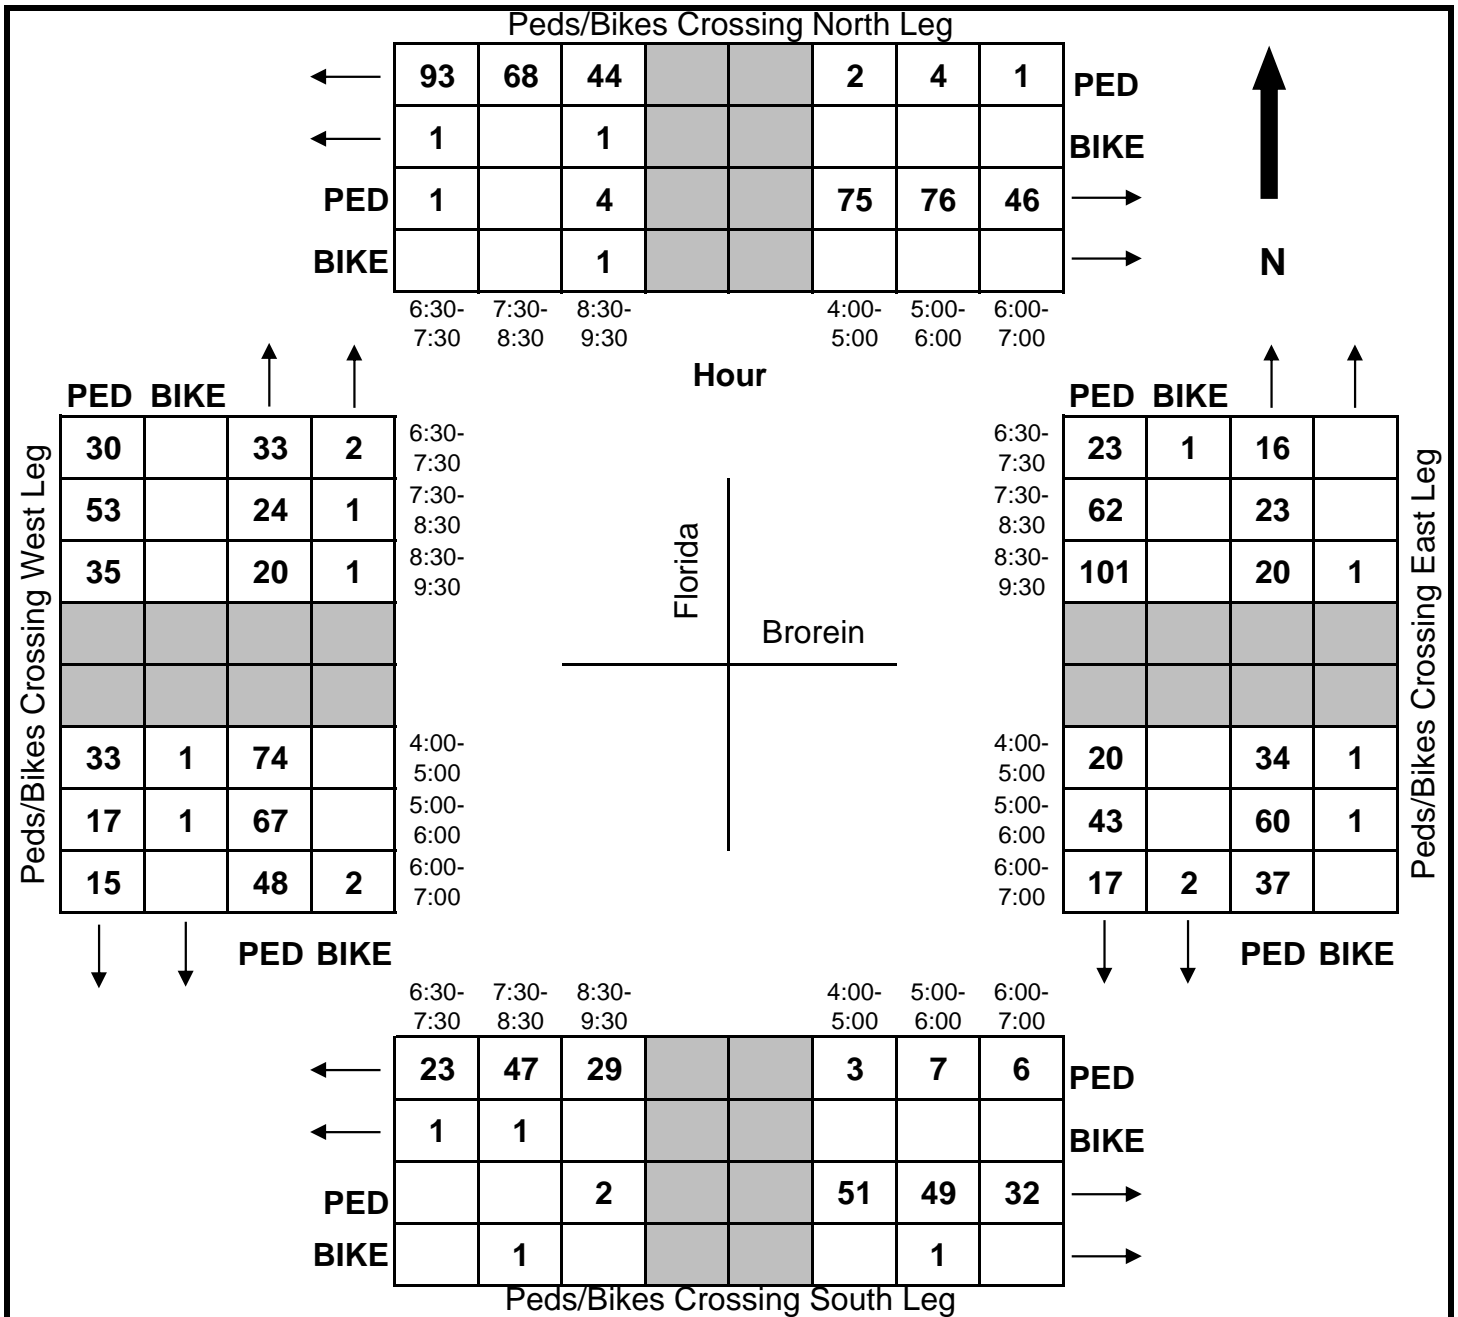 Peds/Bikes Crossing North Leg
93 68 44 2 4 1 PED
1 1 BIKE
PED 1 4 75 76 46
BIKE 1
N
6:30- 7:30- 8:30- 4:00- 5:00- 6:00-
7:30 8:30 9:30 5:00 6:00 7:00
Hour
Peds/Bikes Crossing West Leg
PED BIKE
30 33 2 6:30-
7:30
53 24 1 7:30-
8:30
35 20 1 8:30-
9:30
33 1 74 4:00-
5:00
17 1 67 5:00-
6:00
15 48 2 6:00-
7:00
PED BIKE
Florida
Brorein
PED BIKE
6:30- 23 1 16
7:30
7:30- 62 23
8:30
8:30- 101 20 1
9:30
4:00- 20 34 1
5:00
5:00- 43 60 1
6:00
6:00- 17 2 37
7:00
PED BIKE
Peds/Bikes Crossing East Leg
6:30- 7:30- 8:30- 4:00- 5:00- 6:00-
7:30 8:30 9:30 5:00 6:00 7:00
23 47 29 3 7 6 PED
1 1 BIKE
PED 2 51 49 32
BIKE 1 1
Peds/Bikes Crossing South Leg